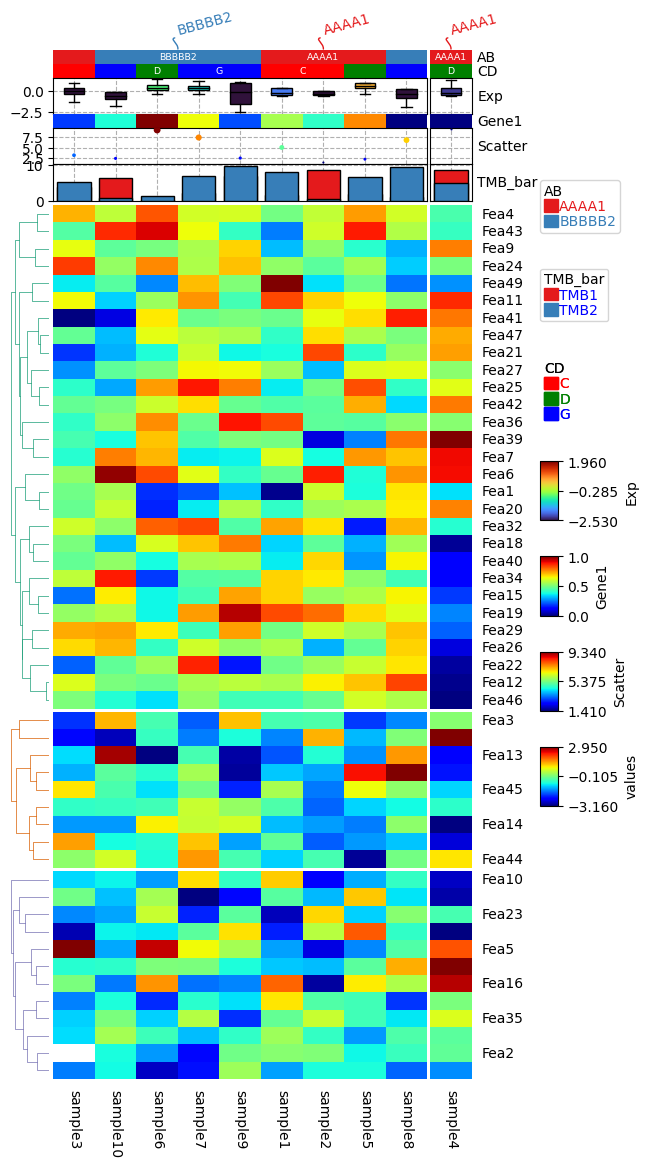 BBBBB2 AAAA1 AAAA1
BBBBB2 AAAA1 AAAA1 AB
D G C D CD
0.0
−2.5
Exp
Gene1
7.5
5.0
2.5
Scatter
10
0
TMB_bar
Fea4
Fea43
Fea9
Fea24
Fea49
Fea11
Fea41
Fea47
Fea21
Fea27
Fea25
Fea42
Fea36
Fea39
Fea7
Fea6
Fea1
Fea20
Fea32
Fea18
Fea40
Fea34
Fea15
Fea19
Fea29
Fea26
Fea22
Fea12
Fea46
Fea3
Fea13
Fea45
Fea14
Fea44
Fea10
Fea23
Fea5
Fea16
Fea35
Fea2
sample3 sample10 sample6 sample7 sample9 sample1 sample2 sample5 sample8 sample4
AB
AAAA1
BBBBB2
TMB_bar
TMB1
TMB2
CD
C
D
G
1.960
−0.285
−2.530
Exp
1.0
0.5
0.0
Gene1
9.340
5.375
1.410
Scatter
2.950
−0.105
−3.160
values